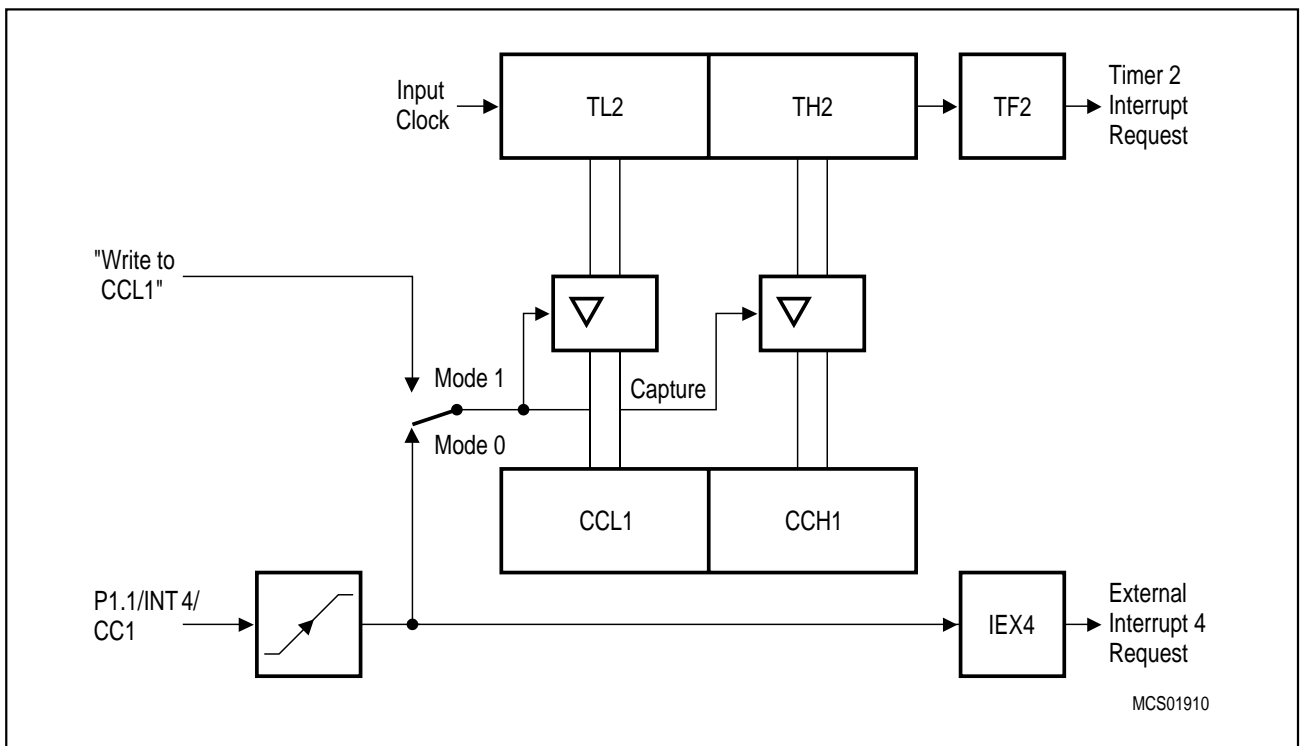 Input
Clock
TL2
TH2
TF2
Timer 2
Interrupt
Request
"Write to
CCL1"
Mode 1
Capture
Mode 0
CCL1
CCH1
P1.1/INT 4/
CC1
IEX4
External
Interrupt 4
Request
MCS01910